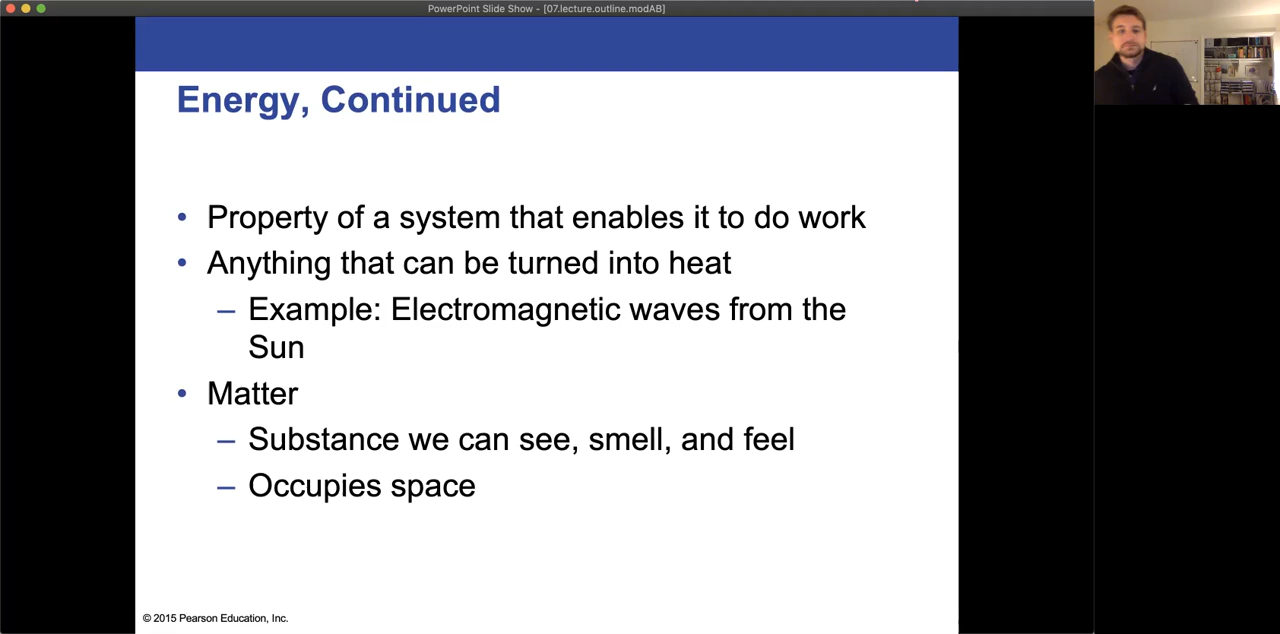 PowerPoint Slide Show - [07.lecture.outline.modAB]
Energy, Continued
• Property of a system that enables it to do work
• Anything that can be turned into heat
– Example: Electromagnetic waves from the
Sun
• Matter
– Substance we can see, smell, and feel
– Occupies space
© 2015 Pearson Education, Inc.